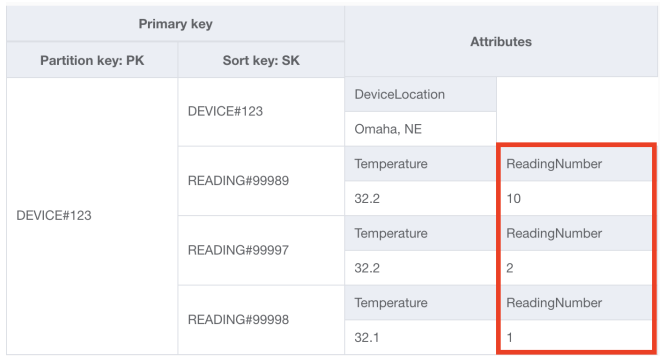 Primary key
Attributes
Partition key: PK Sort key: SK
DEVICE#123
DEVICE#123
DeviceLocation
Omaha, NE
READING#99989
Temperature ReadingNumber
32.2 10
READING#99997
Temperature ReadingNumber
32.2 2
READING#99998
Temperature ReadingNumber
32.1 1